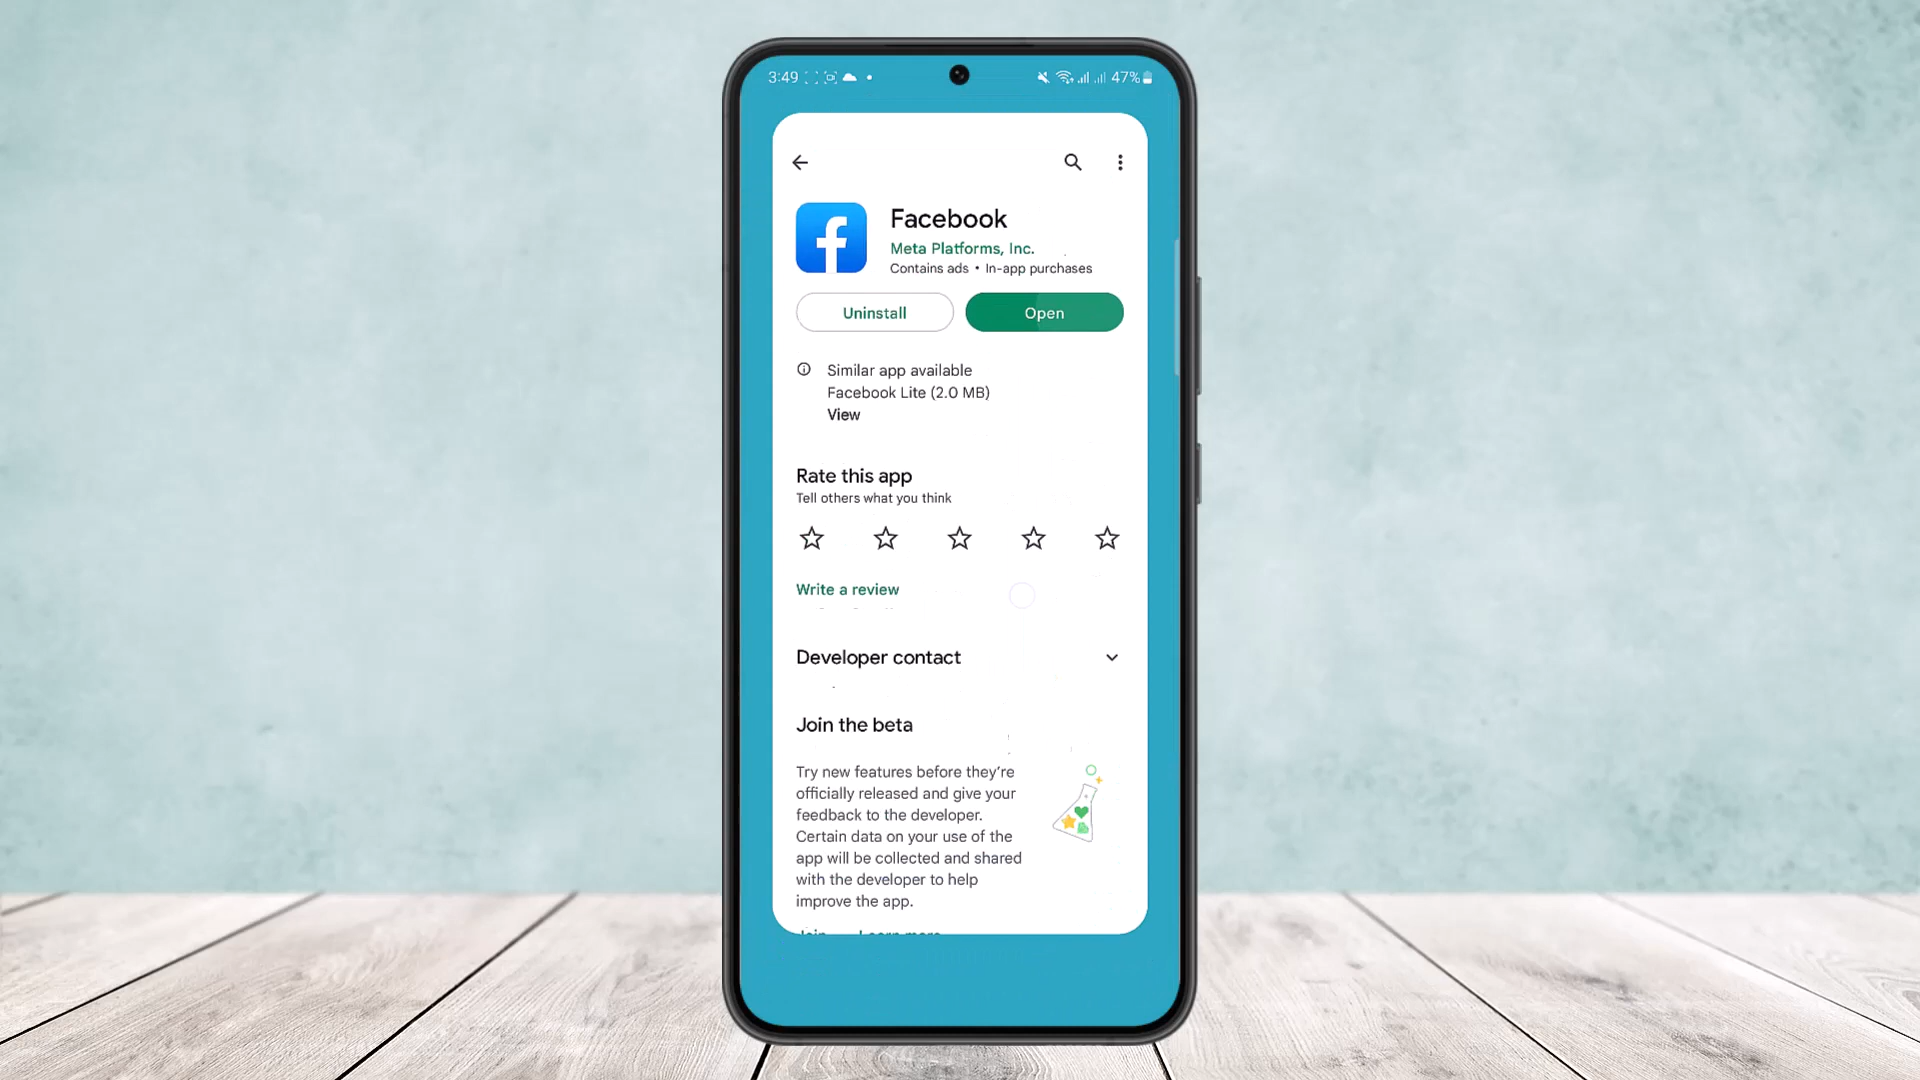 3:49
47%
Facebook
Meta Platforms, Inc.
Contains ads • In-app purchases
Uninstall
Open
Similar app available
Facebook Lite (2.0 MB)
View
Rate this app
Tell others what you think
Write a review
Developer contact
Join the beta
Try new features before they're
officially released and give your
feedback to the developer.
Certain data on your use of the
app will be collected and shared
with the developer to help
improve the app.
Join Learn more